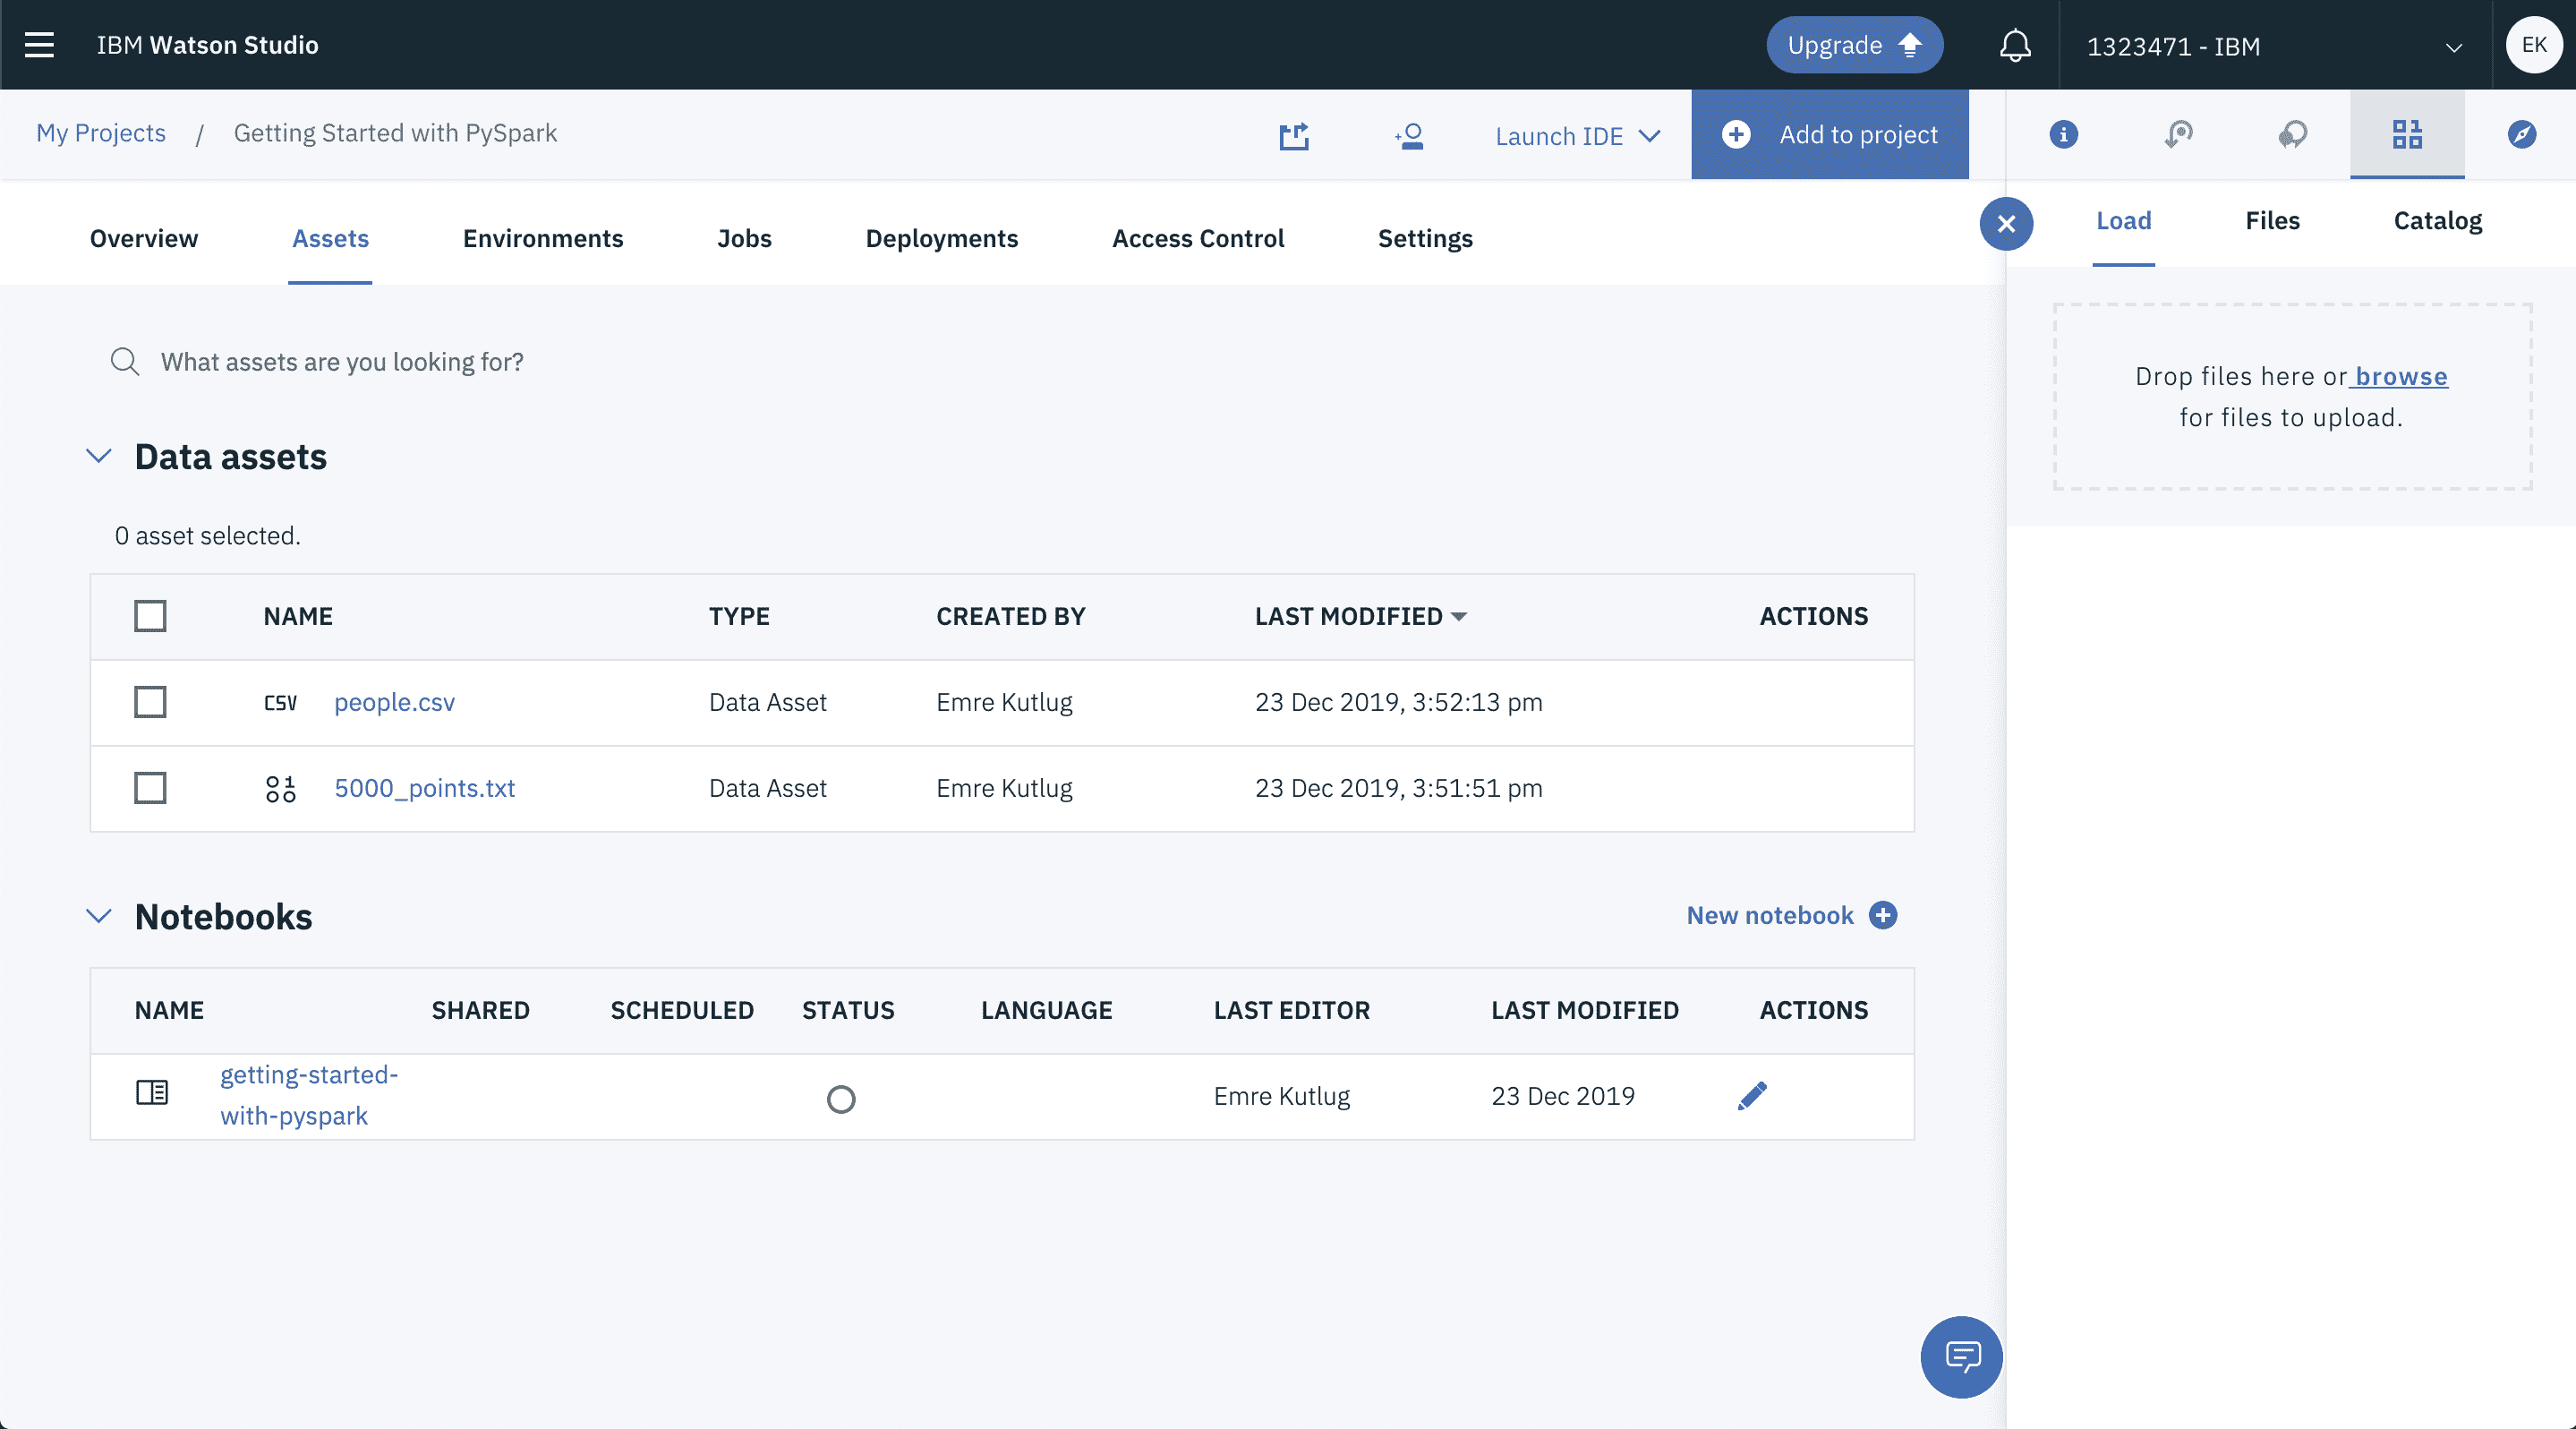 IBM Watson Studio
Upgrade
1323471 - IBM
EK
My Projects / Getting Started with PySpark
Launch IDE
Add to project
Overview
Assets
Environments
Jobs
Deployments
Access Control
Settings
Load
Files
Catalog
Drop files here or browse
for files to upload.
What assets are you looking for?
Data assets
0 asset selected.
NAME TYPE CREATED BY LAST MODIFIED ACTIONS
CSV people.csv Data Asset Emre Kutlug 23 Dec 2019, 3:52:13 pm
5000_points.txt Data Asset Emre Kutlug 23 Dec 2019, 3:51:51 pm
Notebooks
New notebook
NAME SHARED SCHEDULED STATUS LANGUAGE LAST EDITOR LAST MODIFIED ACTIONS
getting-started-
with-pyspark
Emre Kutlug 23 Dec 2019